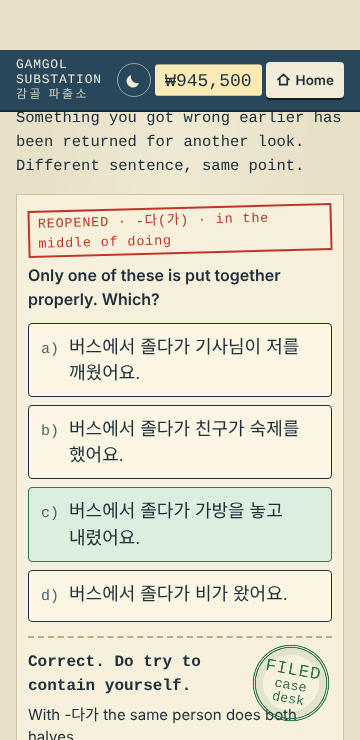 GAMGOL
SUBSTATION
감골 파출소
₩945,500
Home
Something you got wrong earlier has
been returned for another look.
Different sentence, same point.
REOPENED · -다(가) · in the
middle of doing
Only one of these is put together
properly. Which?
a) 버스에서 졸다가 기사님이 저를
깨웠어요.
b) 버스에서 졸다가 친구가 숙제를
했어요.
c) 버스에서 졸다가 가방을 놓고
내렸어요.
d) 버스에서 졸다가 비가 왔어요.
Correct. Do try to
contain yourself.
FILED
case
desk
With -다가 the same person does both
halves